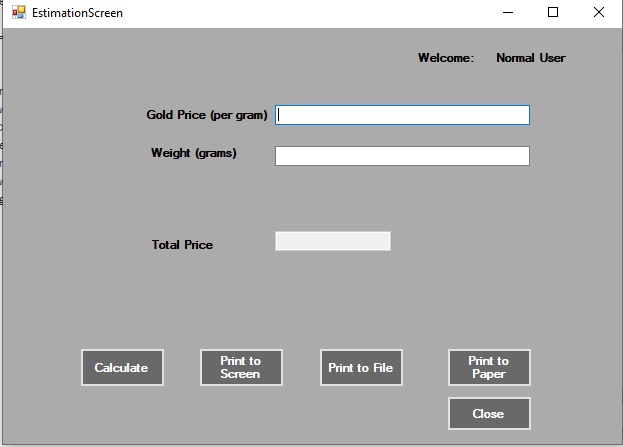 EstimationScreen
Welcome: Normal User
Gold Price (per gram)
Weight (grams)
Total Price
Calculate
Print to
Screen
Print to File
Print to
Paper
Close